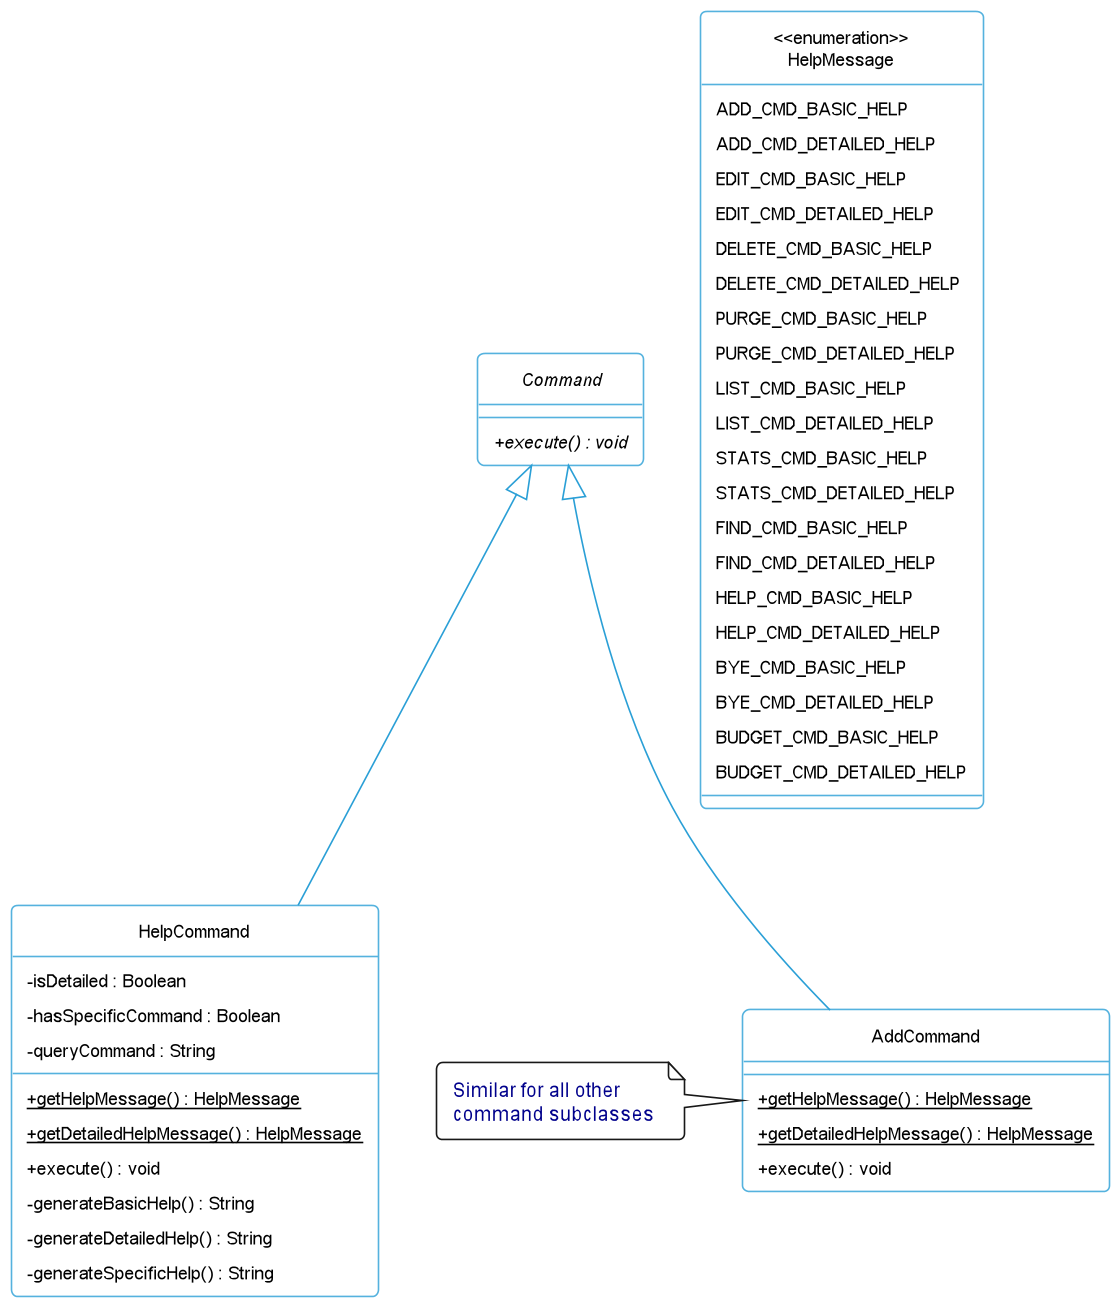 <<enumeration>>
HelpMessage
ADD_CMD_BASIC_HELP
ADD_CMD_DETAILED_HELP
EDIT_CMD_BASIC_HELP
EDIT_CMD_DETAILED_HELP
DELETE_CMD_BASIC_HELP
DELETE_CMD_DETAILED_HELP
PURGE_CMD_BASIC_HELP
PURGE_CMD_DETAILED_HELP
LIST_CMD_BASIC_HELP
LIST_CMD_DETAILED_HELP
STATS_CMD_BASIC_HELP
STATS_CMD_DETAILED_HELP
FIND_CMD_BASIC_HELP
FIND_CMD_DETAILED_HELP
HELP_CMD_BASIC_HELP
HELP_CMD_DETAILED_HELP
BYE_CMD_BASIC_HELP
BYE_CMD_DETAILED_HELP
BUDGET_CMD_BASIC_HELP
BUDGET_CMD_DETAILED_HELP
Command
+execute() : void
HelpCommand
-isDetailed : Boolean
-hasSpecificCommand : Boolean
-queryCommand : String
+getHelpMessage() : HelpMessage
+getDetailedHelpMessage() : HelpMessage
+execute() : void
-generateBasicHelp() : String
-generateDetailedHelp() : String
-generateSpecificHelp() : String
Similar for all other
command subclasses
AddCommand
+getHelpMessage() : HelpMessage
+getDetailedHelpMessage() : HelpMessage
+execute() : void